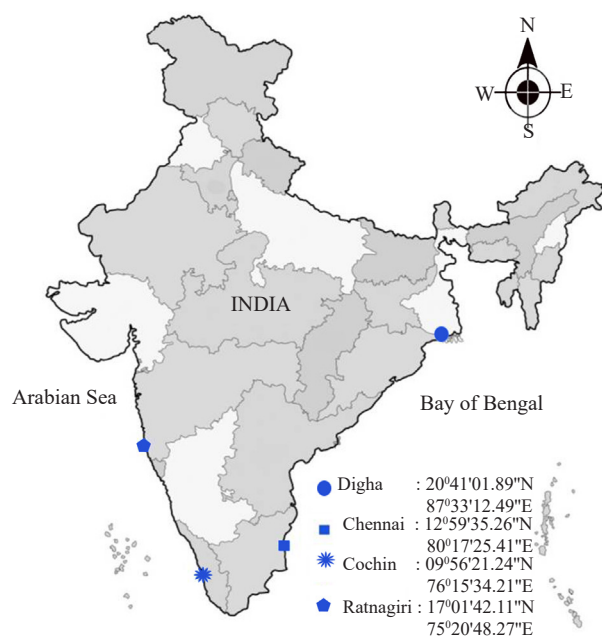 N
W E
S
INDIA
Arabian Sea
Bay of Bengal
Digha : 20⁰41'01.89"N
87⁰33'12.49"E
Chennai : 12⁰59'35.26"N
80⁰17'25.41"E
Cochin : 09⁰56'21.24"N
76⁰15'34.21"E
Ratnagiri : 17⁰01'42.11"N
75⁰20'48.27"E